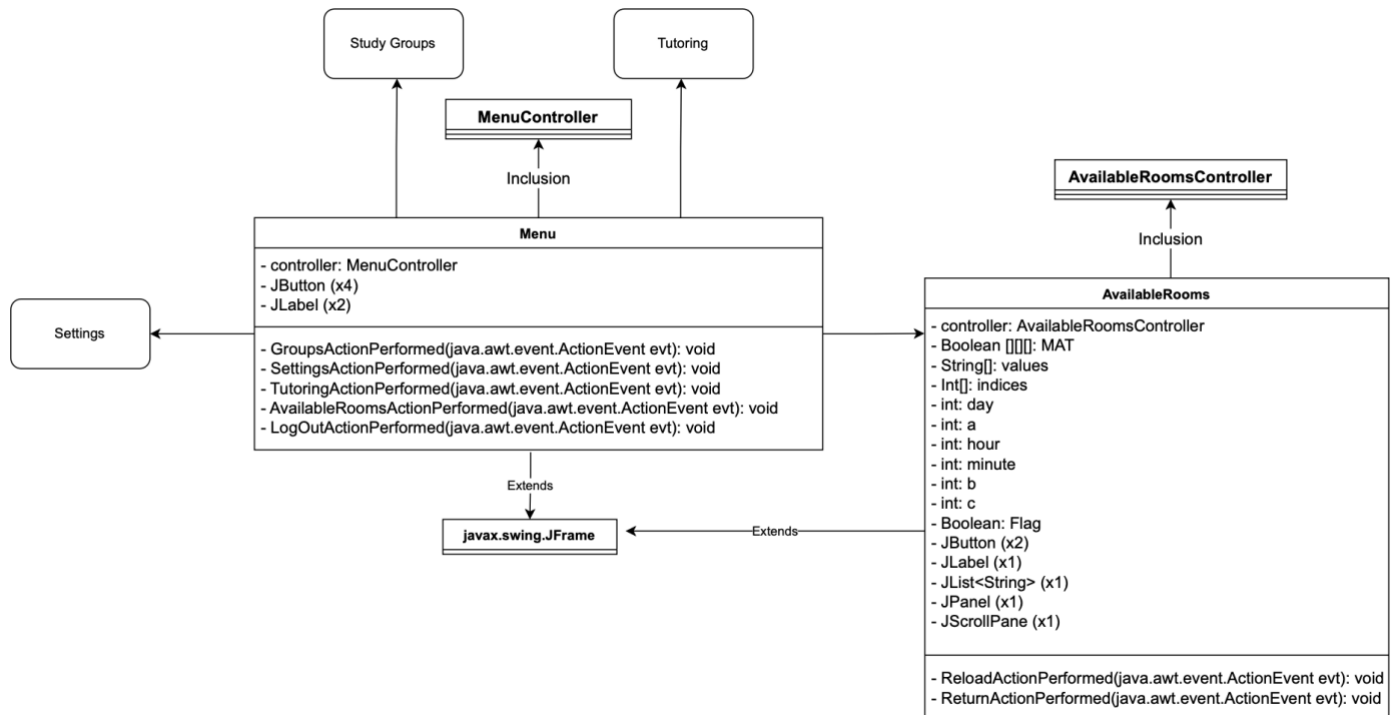 Study Groups
Tutoring
MenuController
Inclusion
AvailableRoomsController
Inclusion
Menu
- controller: MenuController
- JButton (x4)
- JLabel (x2)
- GroupsActionPerformed(java.awt.event.ActionEvent evt): void
- SettingsActionPerformed(java.awt.event.ActionEvent evt): void
- TutoringActionPerformed(java.awt.event.ActionEvent evt): void
- AvailableRoomsActionPerformed(java.awt.event.ActionEvent evt): void
- LogOutActionPerformed(java.awt.event.ActionEvent evt): void
Settings
Extends
javax.swing.JFrame
Extends
AvailableRooms
- controller: AvailableRoomsController
- Boolean [][][]: MAT
- String[]: values
- Int[]: indices
- int: day
- int: a
- int: hour
- int: minute
- int: b
- int: c
- Boolean: Flag
- JButton (x2)
- JLabel (x1)
- JList<String> (x1)
- JPanel (x1)
- JScrollPane (x1)
- ReloadActionPerformed(java.awt.event.ActionEvent evt): void
- ReturnActionPerformed(java.awt.event.ActionEvent evt): void